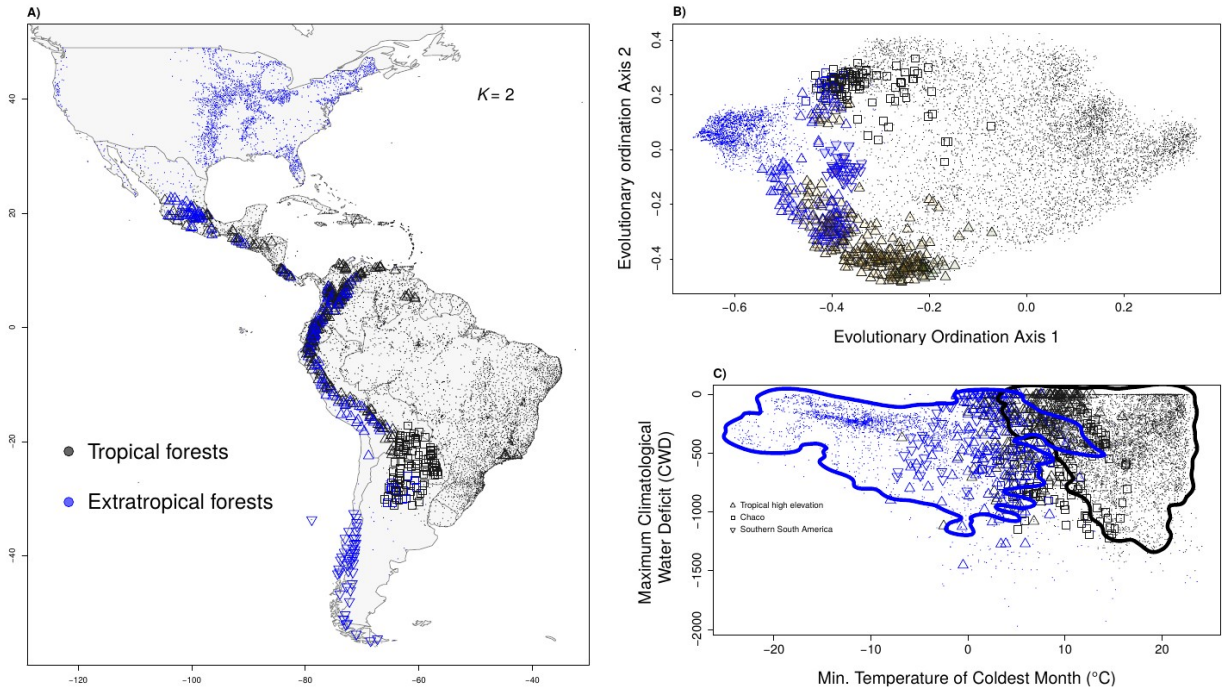 A)
K = 2
40
20
0
−20
−40
Tropical forests
Extratropical forests
−120
−100
−80
−60
−40
B)
Evolutionary ordination Axis 2
0.4
0.2
0.0
−0.2
−0.4
−0.6
−0.4
−0.2
0.0
0.2
Evolutionary Ordination Axis 1
C)
Maximum Climatological
Water Deficit (CWD)
0
−500
−1000
−1500
−2000
Tropical high elevation
Chaco
Southern South America
−20
−10
0
10
20
Min. Temperature of Coldest Month (°C)